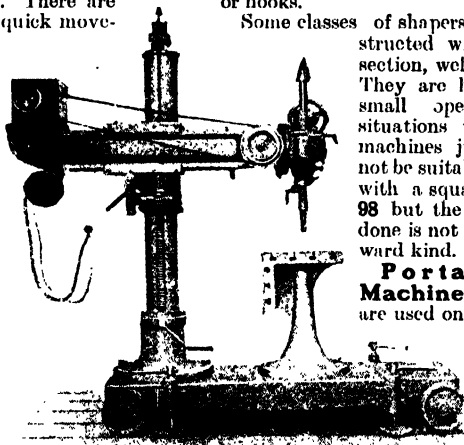 . There are
quick move-
or hooks.
Some classes of shapers
structed w
section, wel
They are h
small ope
situations
machines j
not be suita
with a squa
98 but the
done is not
ward kind.
Porta
Machine
are used on